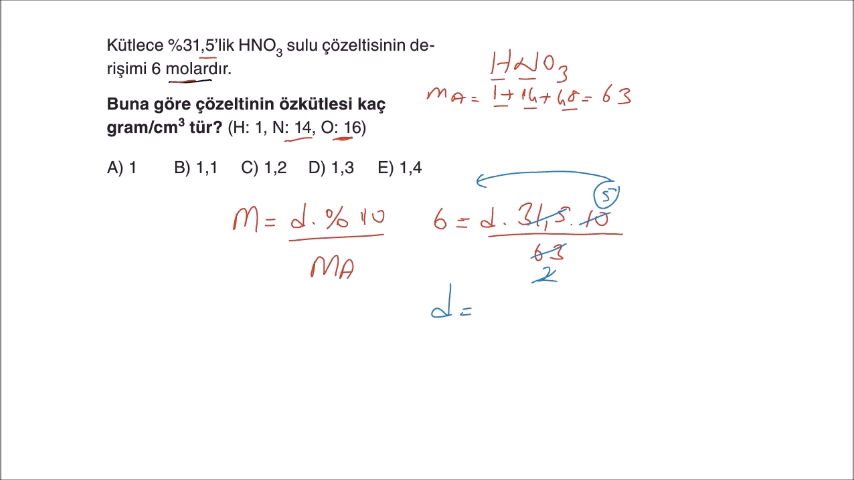 Kütlece %31,5'lik HNO₃ sulu çözeltisinin de-
rişimi 6 molardır.
Buna göre çözeltinin özkütlesi kaç
gram/cm³ tür? (H: 1, N: 14, O: 16)
A) 1 B) 1,1 C) 1,2 D) 1,3 E) 1,4
HNO₃
MA = 1+14+48 = 63
M = d.%10
MA
6 = d.31,5.10
5
63
2
d =